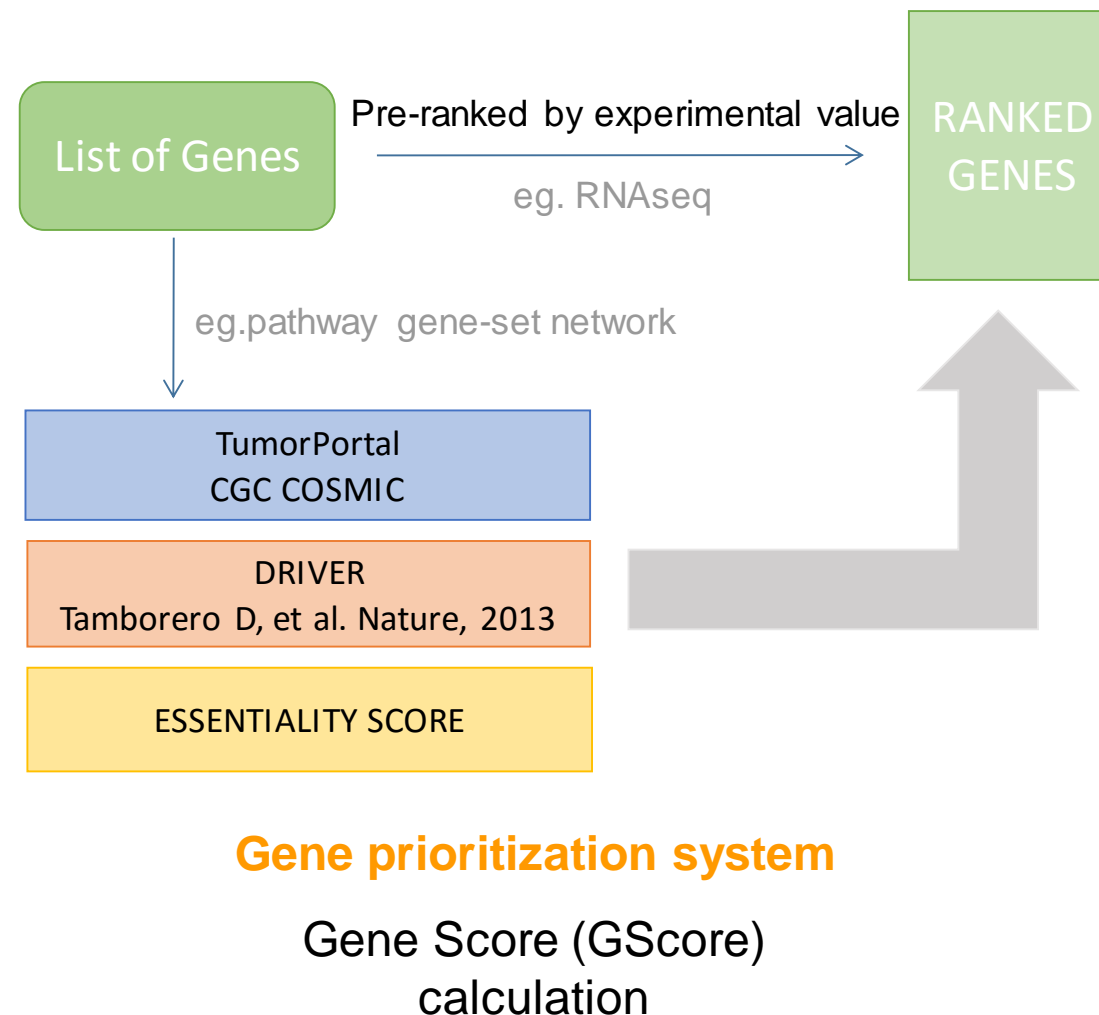 List of Genes
Pre-ranked by experimental value
eg. RNAseq
RANKED
GENES
eg.pathway gene-set network
TumorPortal
CGC COSMIC
DRIVER
Tamborero D, et al. Nature, 2013
ESSENTIALITY SCORE
Gene prioritization system
Gene Score (GScore)
calculation